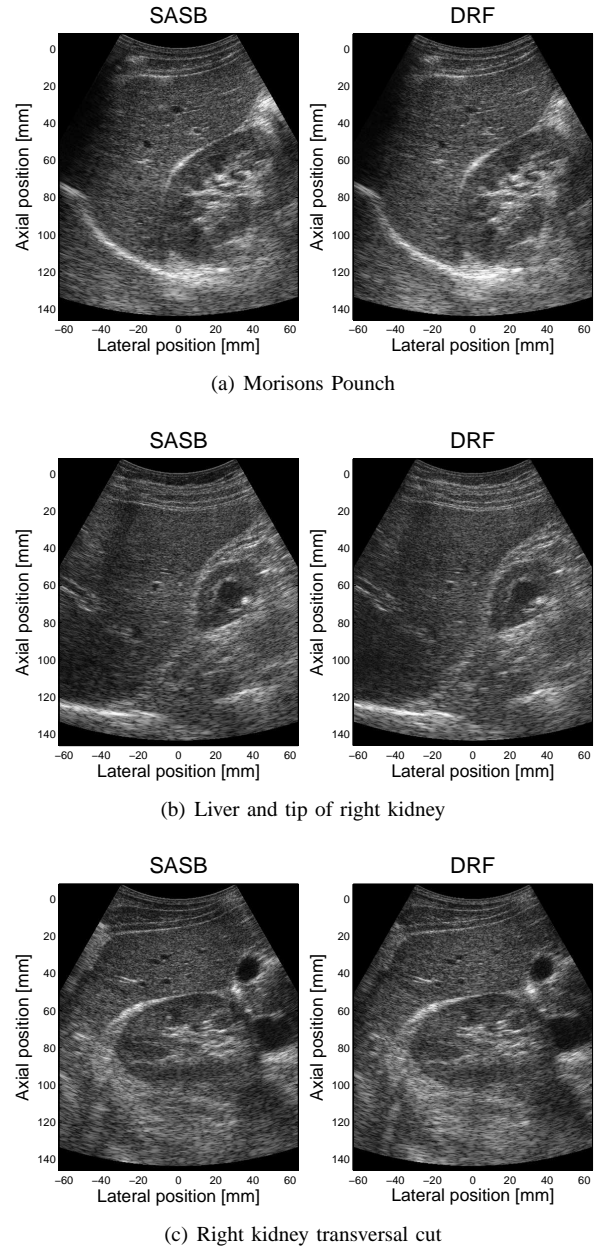 SASB DRF
0 0
20 20
40 40
60 60
80 80
100 100
120 120
140 140
Axial position [mm] Axial position [mm]
−60 −40 −20 0 20 40 60 −60 −40 −20 0 20 40 60
Lateral position [mm] Lateral position [mm]
(a) Morisons Pounch
SASB DRF
0 0
20 20
40 40
60 60
80 80
100 100
120 120
140 140
Axial position [mm] Axial position [mm]
−60 −40 −20 0 20 40 60 −60 −40 −20 0 20 40 60
Lateral position [mm] Lateral position [mm]
(b) Liver and tip of right kidney
SASB DRF
0 0
20 20
40 40
60 60
80 80
100 100
120 120
140 140
Axial position [mm] Axial position [mm]
−60 −40 −20 0 20 40 60 −60 −40 −20 0 20 40 60
Lateral position [mm] Lateral position [mm]
(c) Right kidney transversal cut